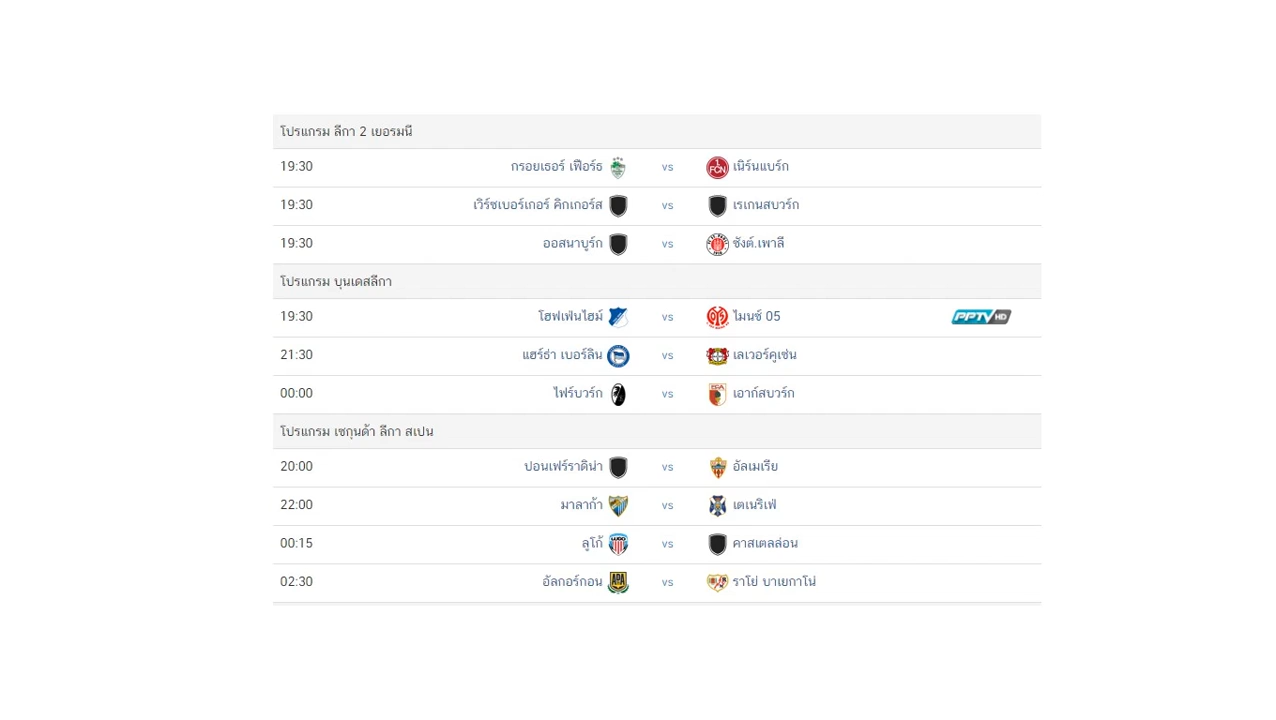 โปรแกรม ลีกา 2 เยอรมนี
19:30 กรอยเธอร์ เฟือร์ธ vs เนิร์นแบร์ก
19:30 เวิร์ซเบอร์เกอร์ คิกเกอร์ส vs เรเกนสบวร์ก
19:30 ออสนาบรูก vs ซังต์.เพาลี
โปรแกรม บุนเดสลีกา
19:30 โฮฟเฟ่นไฮม์ vs ไมนซ์ 05 PPTV HD
21:30 แฮร์ธ่า เบอร์ลิน vs เลเวอร์คูเซ่น
00:00 ไฟร์บวร์ก vs เอาก์สบวร์ก
โปรแกรม เซกุนด้า ลีกา สเปน
20:00 ปอนเฟร์ราดิน่า vs อัลเมเรีย
22:00 มาลาก้า vs เตเนริเฟ่
00:15 ลูโก้ vs คาสเตลล่อน
02:30 อัลกอร์กอน vs ราโย่ บาเยกาโน่